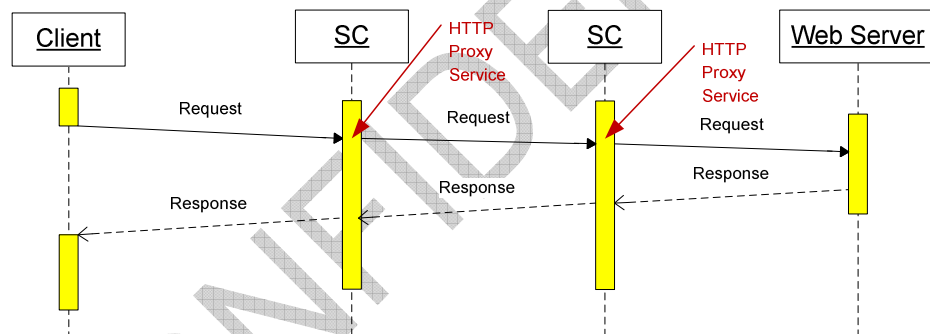 Client
SC
SC
Web Server
HTTP
Proxy
Service
HTTP
Proxy
Service
Request
Request
Request
Response
Response
Response